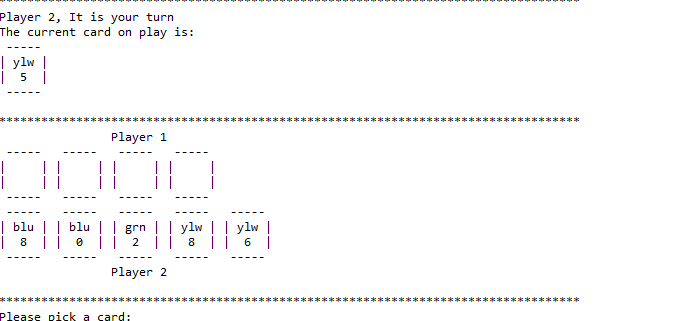 ********************************************************************************
Player 2, It is your turn
The current card on play is:
 -----
| ylw |
|  5  |
 -----
********************************************************************************
Player 1
 -----   -----   -----   -----
|     | |     | |     | |     |
|     | |     | |     | |     |
 -----   -----   -----   -----
 -----   -----   -----   -----   -----
| blu | | blu | | grn | | ylw | | ylw |
|  8  | |  0  | |  2  | |  8  | |  6  |
 -----   -----   -----   -----   -----
Player 2
********************************************************************************
Please pick a card: